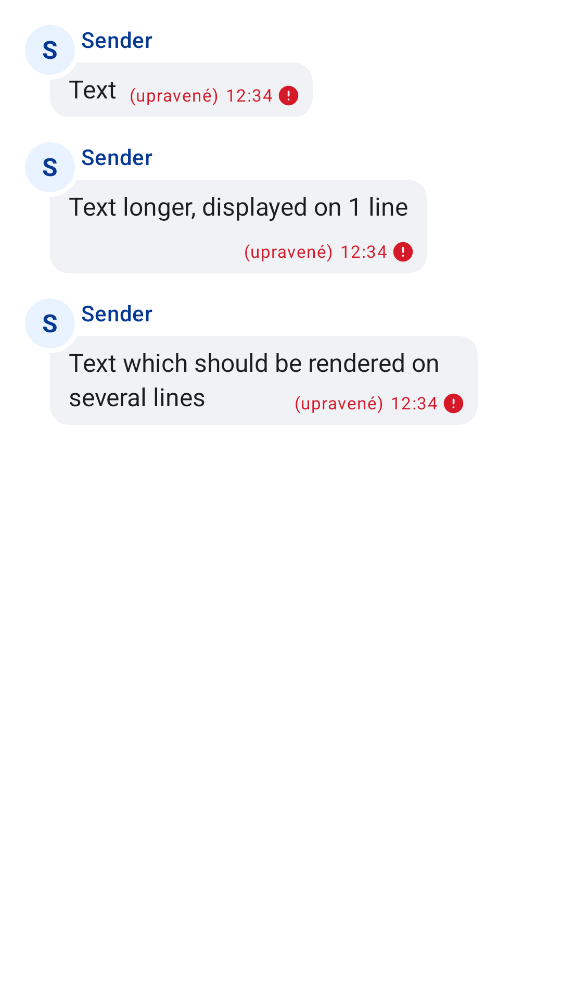 S Sender
Text (upravené) 12:34
S Sender
Text longer, displayed on 1 line
(upravené) 12:34
S Sender
Text which should be rendered on
several lines (upravené) 12:34